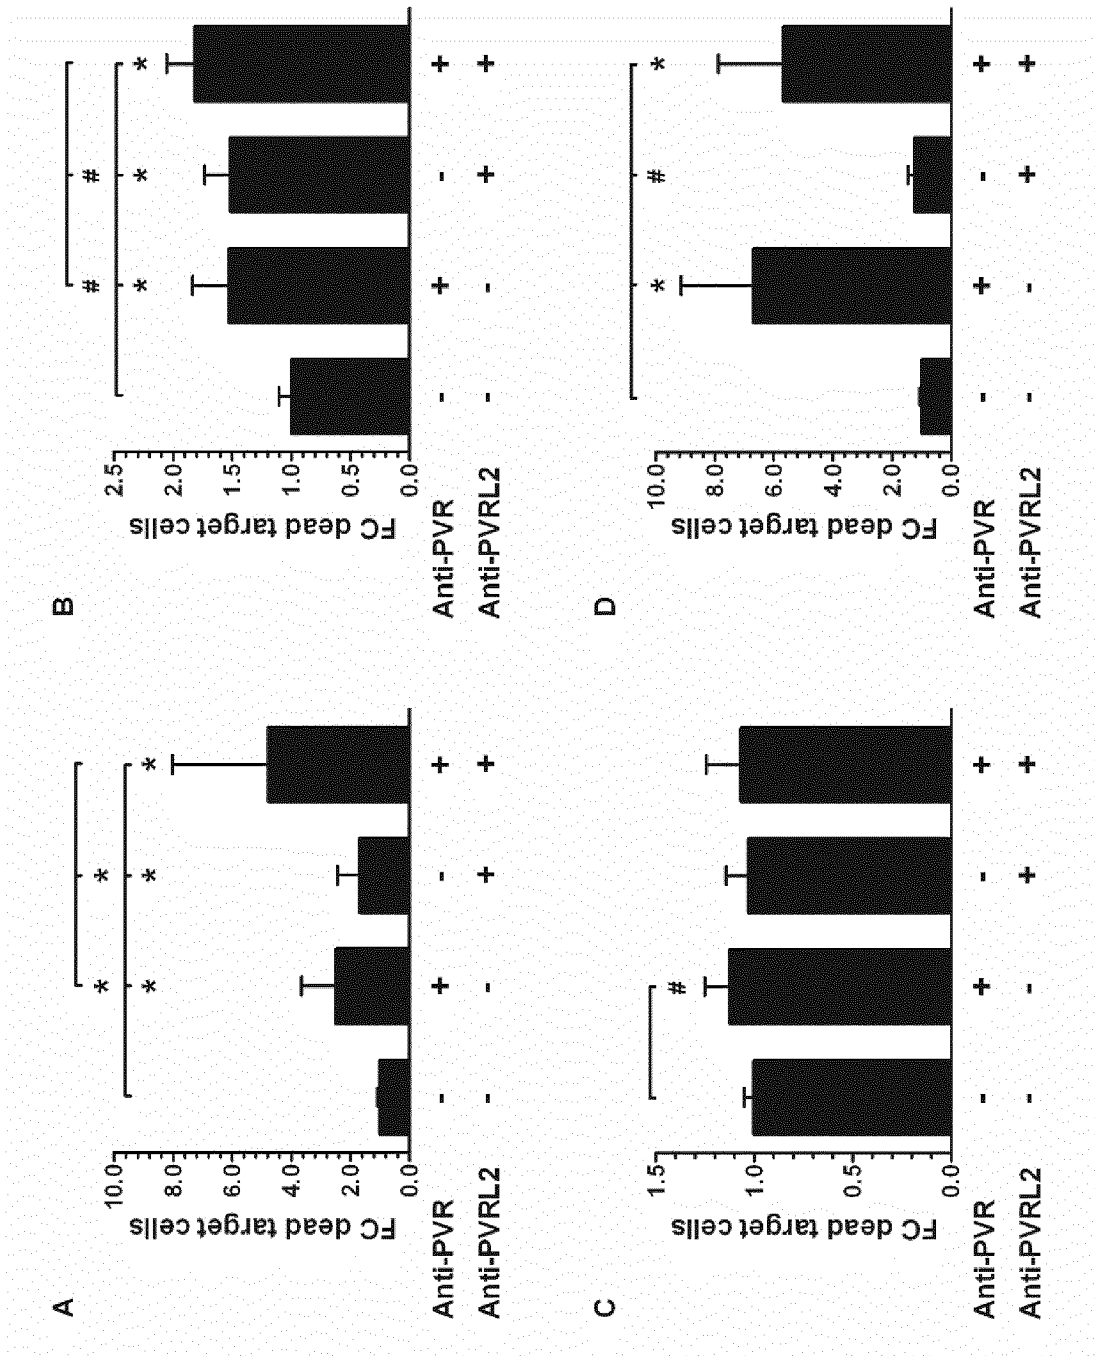 A
* *
* * *
FC dead target cells
10.0
8.0
6.0
4.0
2.0
0.0
Anti-PVR - + - +
Anti-PVRL2 - - + +
B
# #
* * *
FC dead target cells
2.5
2.0
1.5
1.0
0.5
0.0
Anti-PVR - + - +
Anti-PVRL2 - - + +
C
#
FC dead target cells
1.5
1.0
0.5
0.0
Anti-PVR - + - +
Anti-PVRL2 - - + +
D
* # *
FC dead target cells
10.0
8.0
6.0
4.0
2.0
0.0
Anti-PVR - + - +
Anti-PVRL2 - - + +